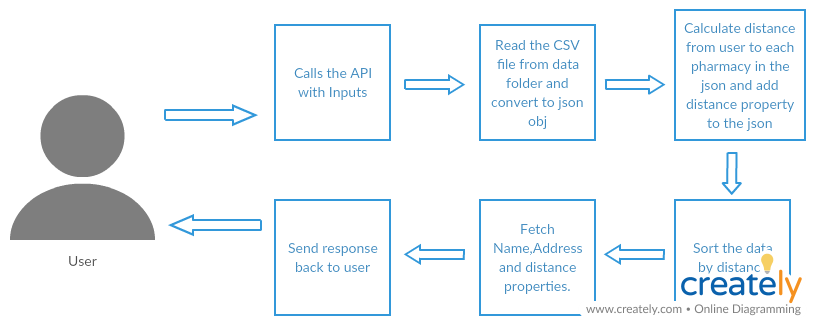 Calls the API
with Inputs
Read the CSV
file from data
folder and
convert to json
obj
Calculate distance
from user to each
pharmacy in the
json and add
distance property
to the json
User
Send response
back to user
Fetch
Name,Address
and distance
properties.
Sort the data
by distance
creately
www.creately.com • Online Diagramming